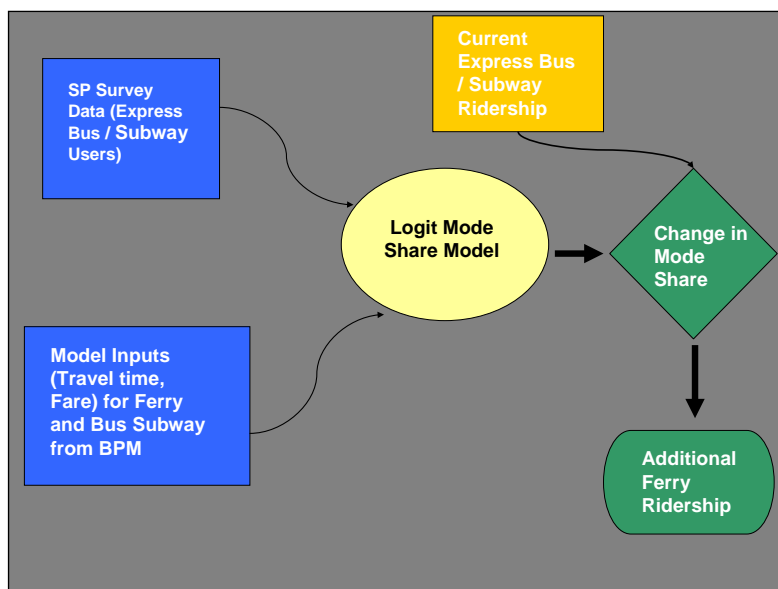 SP Survey
Data (Express
Bus / Subway
Users)
Current
Express Bus
/ Subway
Ridership
Logit Mode
Share Model
Change in
Mode
Share
Model Inputs
(Travel time,
Fare) for Ferry
and Bus Subway
from BPM
Additional
Ferry
Ridership